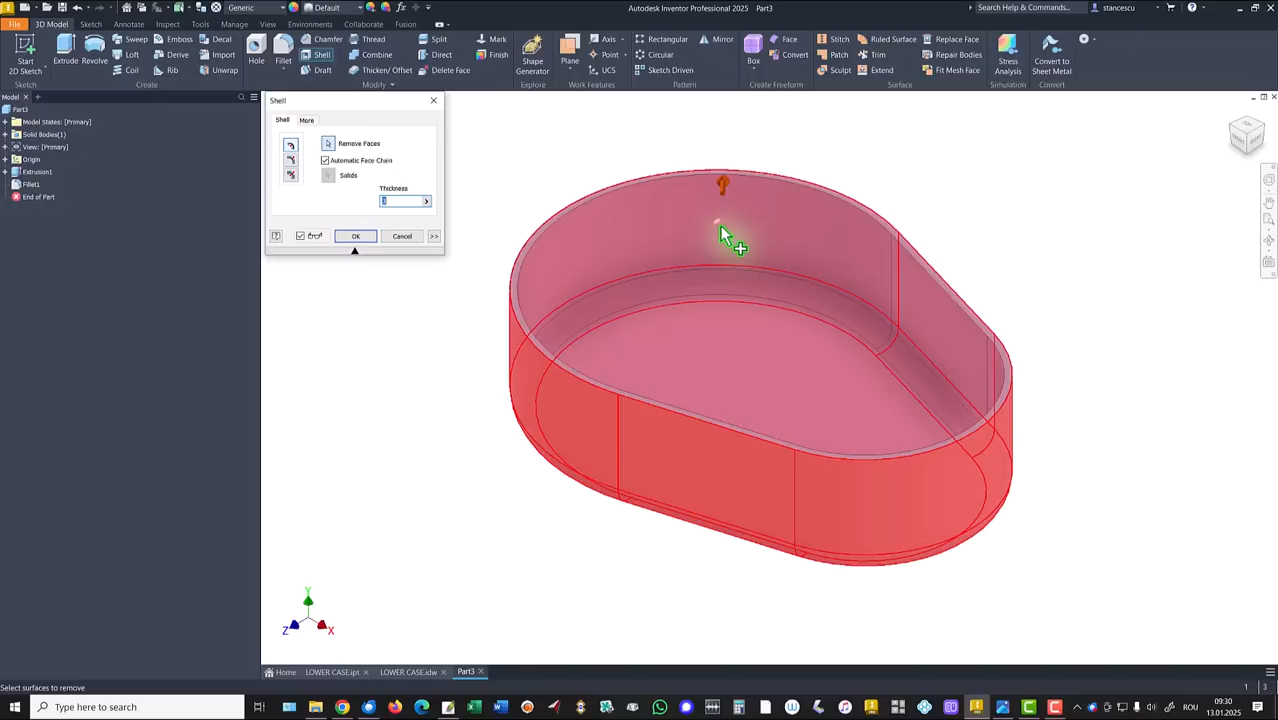 Generic
Default
Autodesk Inventor Professional 2025 Part3
Search Help & Commands...
stancescu
File 3D Model Sketch Annotate Inspect Tools Manage View Environments Collaborate Fusion
Start
2D Sketch
Sketch
Extrude Revolve
Sweep Emboss Decal
Loft Derive Import
Coil Rib Unwrap
Create
Hole Fillet
Chamfer Thread Split Direct
Shell Combine
Draft Thicken/ Offset Delete Face
Modify
Mark
Finish
Shape
Generator
Explore
Plane
Axis
Point
UCS
Work Features
Rectangular Mirror
Circular
Sketch Driven
Pattern
Box
Face
Convert
Create Freeform
Stitch Ruled Surface Replace Face
Patch Trim Repair Bodies
Sculpt Extend Fit Mesh Face
Surface
Stress
Analysis
Simulation
Convert to
Sheet Metal
Convert
Model
Part3
Model States: [Primary]
Solid Bodies(1)
View: [Primary]
Origin
Extrusion1
Fillet1
End of Part
Shell
Shell More
Remove Faces
Automatic Face Chain
Solids
Thickness
OK Cancel >>
Y
Z X
Home LOWER CASE.ipt LOWER CASE.idw Part3
Select surfaces to remove 1 3
Type here to search
ROU
09:30
13.01.2025